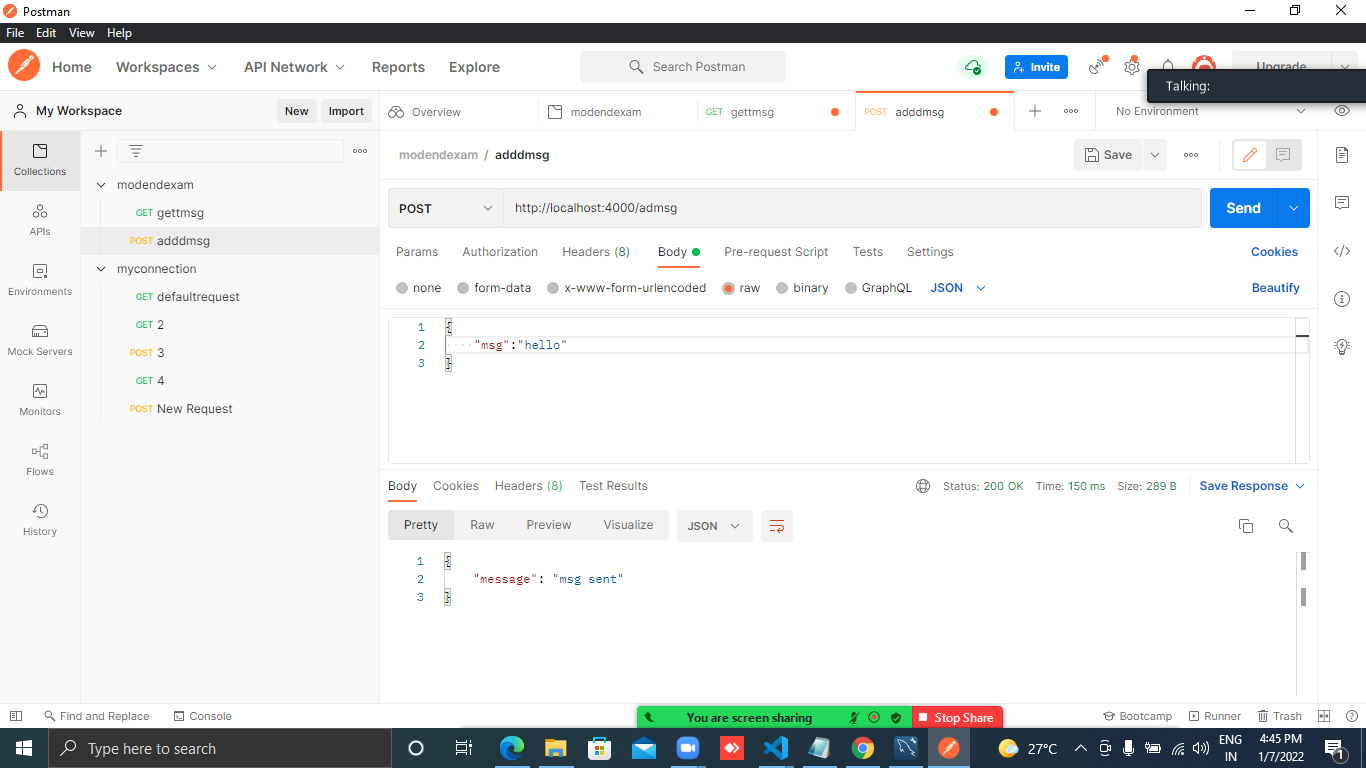 Postman
File Edit View Help
Home Workspaces API Network Reports Explore Search Postman Invite Upgrade
Talking:
My Workspace New Import Overview modendexam GET gettmsg POST adddmsg No Environment
Collections
APIs
Environments
Mock Servers
Monitors
Flows
History
modendexam
GET gettmsg
POST adddmsg
myconnection
GET defaultrequest
GET 2
POST 3
GET 4
POST New Request
modendexam / adddmsg Save
POST http://localhost:4000/admsg Send
Params Authorization Headers (8) Body Pre-request Script Tests Settings Cookies
none form-data x-www-form-urlencoded raw binary GraphQL JSON Beautify
1 {
2 "msg":"hello"
3 }
Body Cookies Headers (8) Test Results Status: 200 OK Time: 150 ms Size: 289 B Save Response
Pretty Raw Preview Visualize JSON
1 {
2 "message": "msg sent"
3 }
Find and Replace Console You are screen sharing Stop Share Bootcamp Runner Trash
Type here to search 27°C ENG IN 4:45 PM 1/7/2022 1